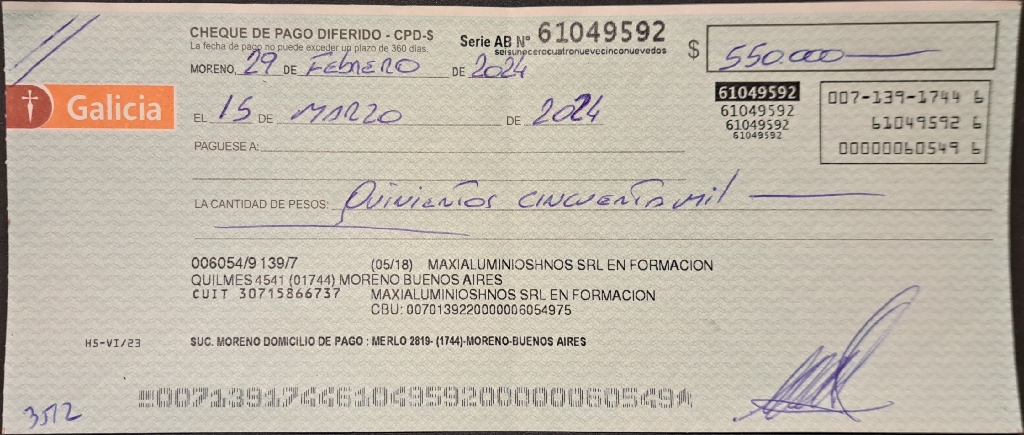 CHEQUE DE PAGO DIFERIDO - CPD-$
La fecha de pago no puede exceder un plazo de 360 días.
Serie AB Nº 61049592
seisunocerocuatronuevecinconuevedos
$ 550.000
MORENO, 29 DE Febrero DE 2024
Galicia
EL 15 DE MARZO DE 2024
61049592
61049592
61049592
61049592
007-139-1744 6
61049592 6
00000060549 6
PAGUESE A:
LA CANTIDAD DE PESOS: Quinientos cincuenta mil
006054/9 139/7 (05/18) MAXIALUMINIOSHNOS SRL EN FORMACION
QUILMES 4541 (01744) MORENO BUENOS AIRES
CUIT 30715866737 MAXIALUMINIOSHNOS SRL EN FORMACION
CBU: 0070139220000006054975
HS-VI/23
SUC. MORENO DOMICILIO DE PAGO : MERLO 2819- (1744)-MORENO-BUENOS AIRES
00713917446104959200000060549
3512